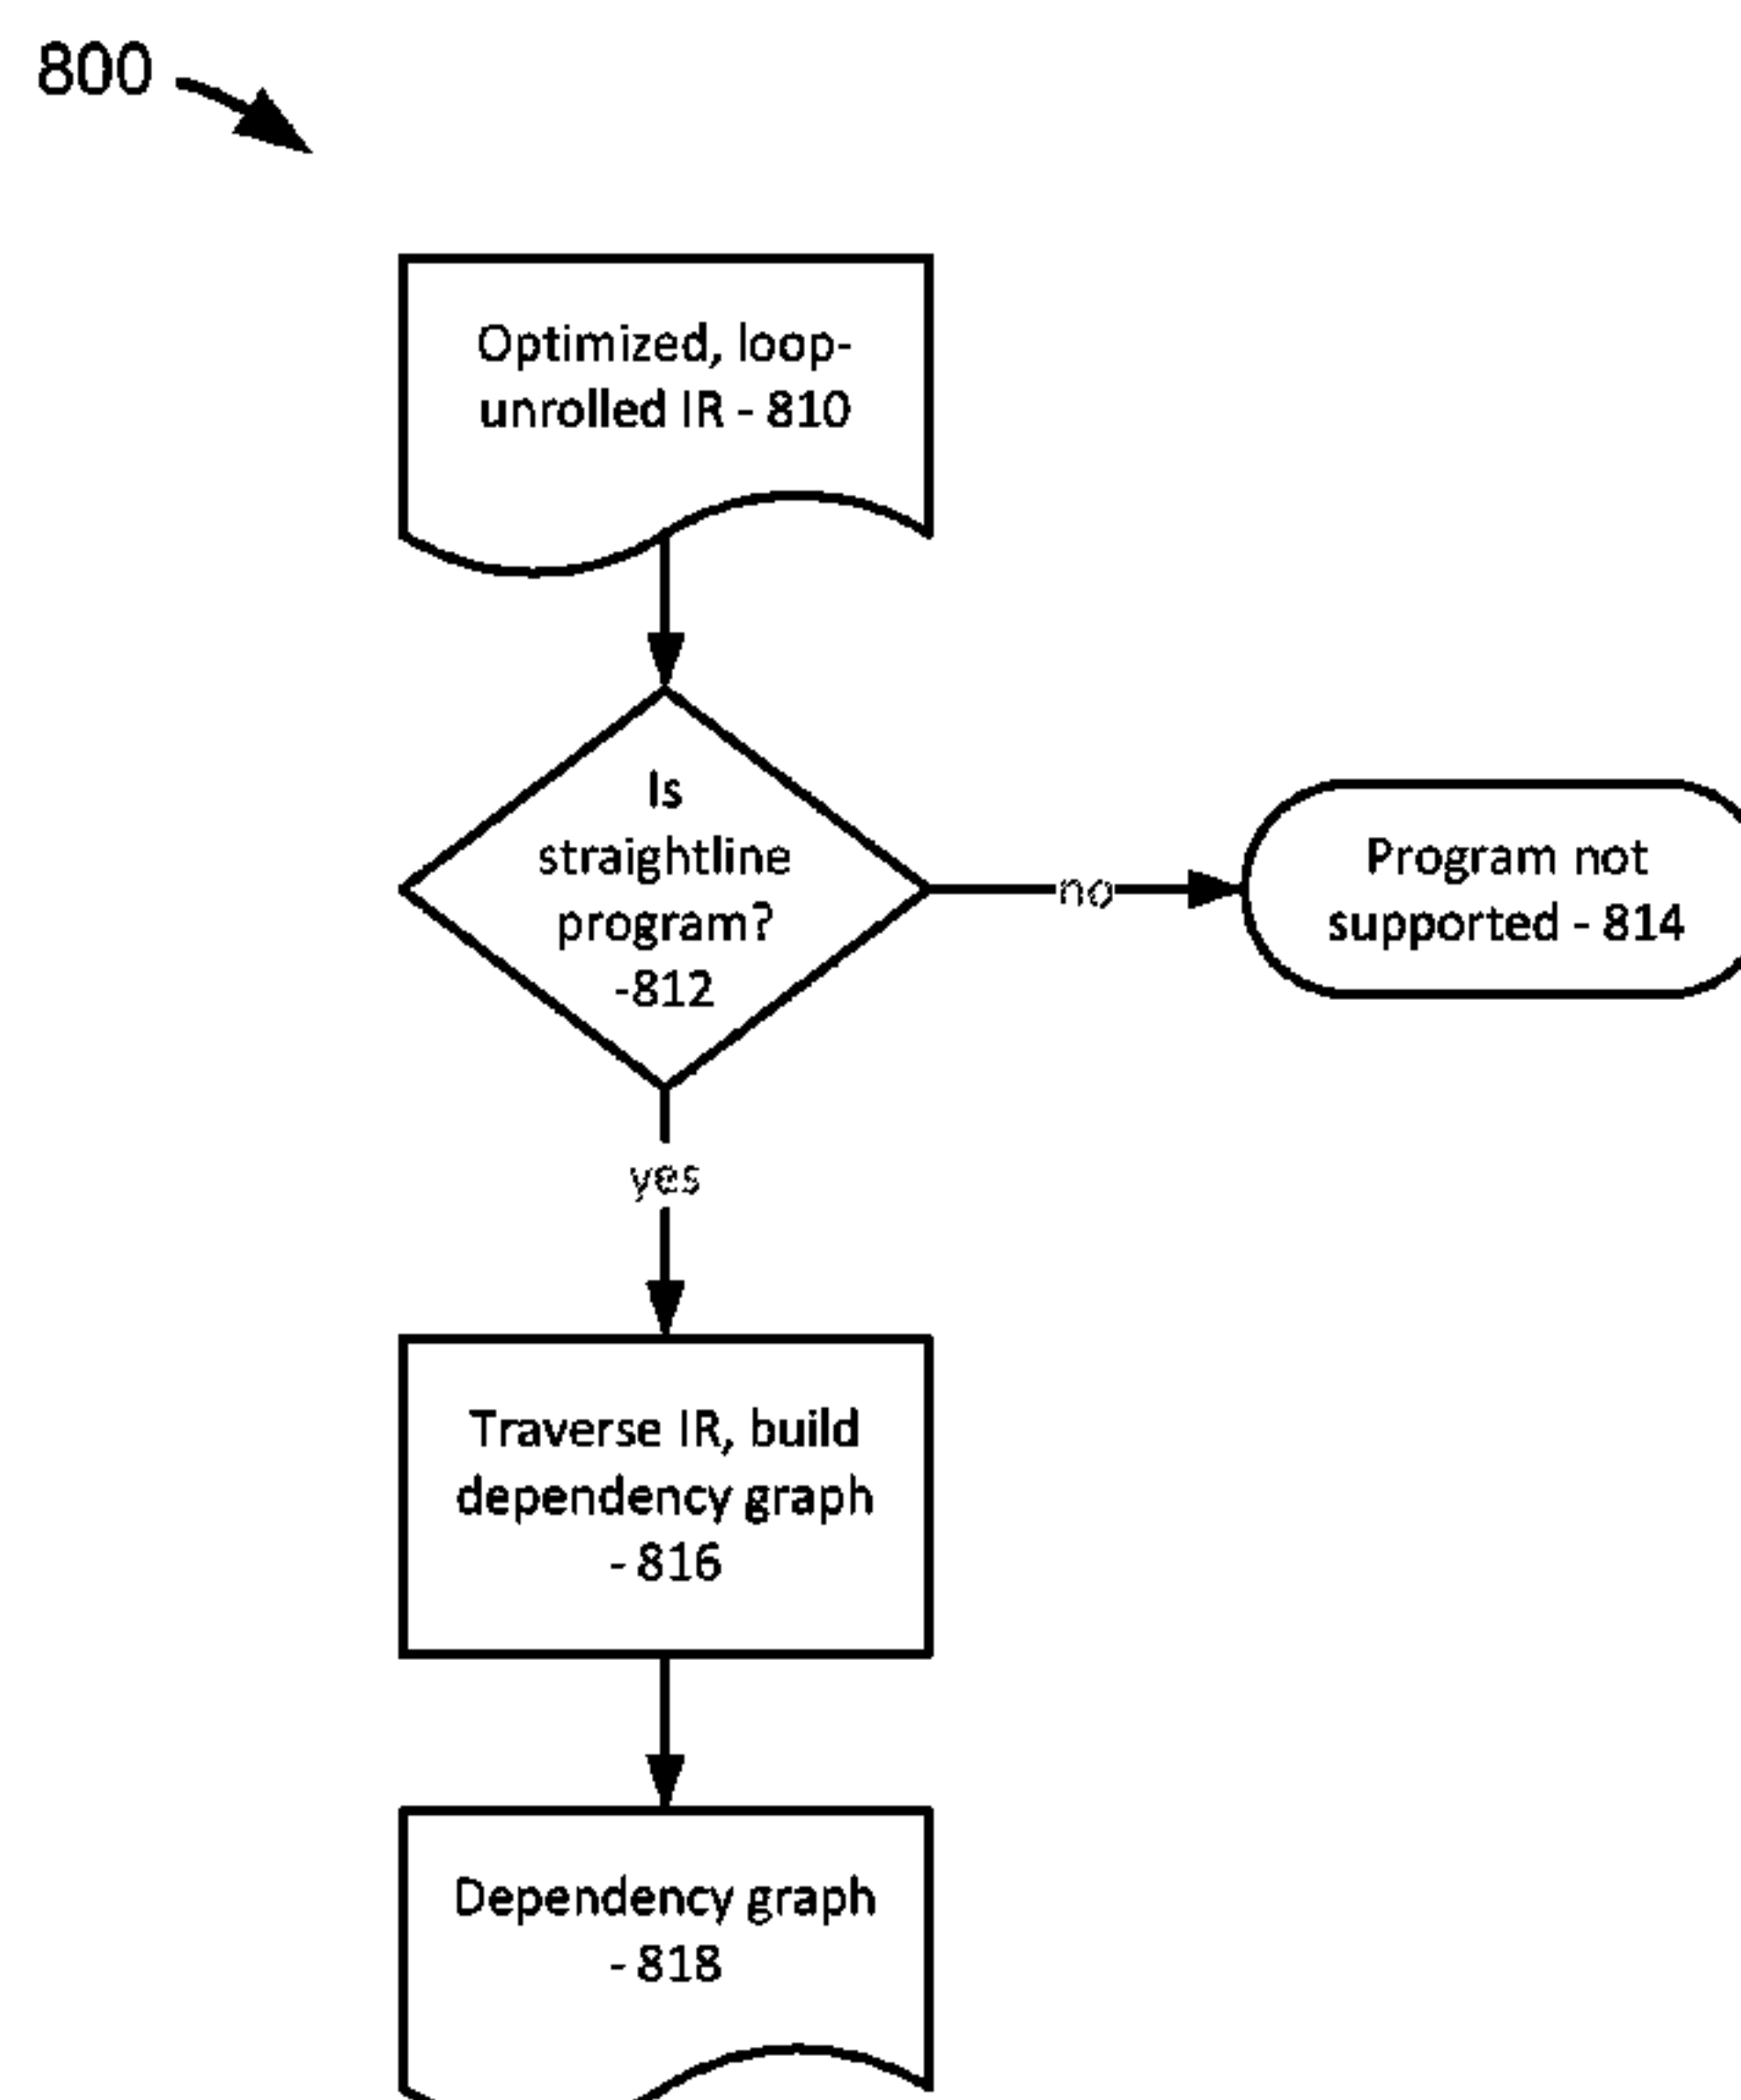 800
Optimized, loop-
unrolled IR - 810
Is
straightline
program?
-812
no
Program not
supported - 814
yes
Traverse IR, build
dependency graph
- 816
Dependency graph
- 818